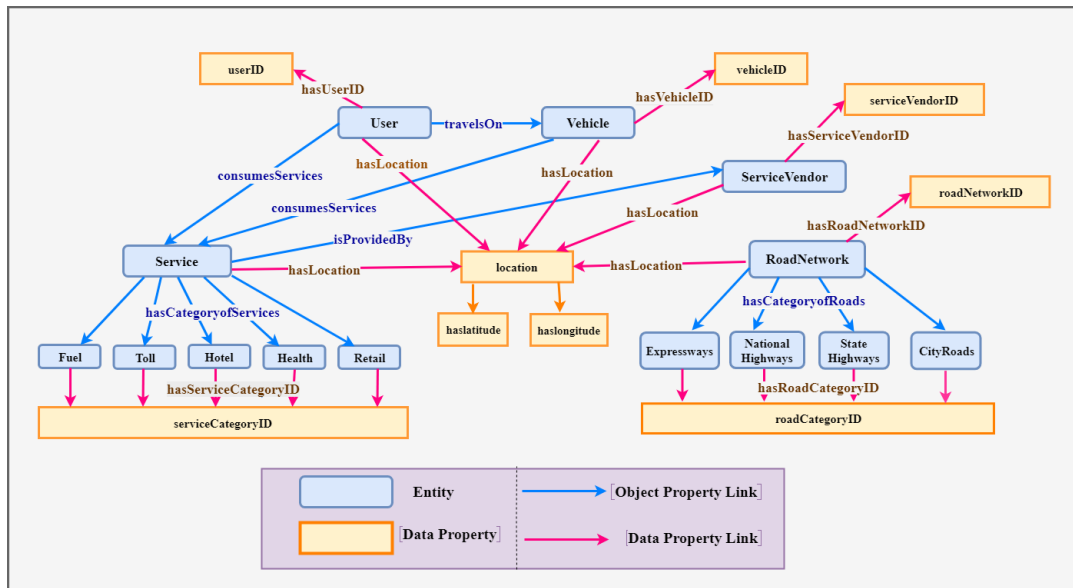 userID
vehicleID
hasUserID
hasVehicleID
serviceVendorID
User
travelsOn
Vehicle
hasServiceVendorID
hasLocation
hasLocation
consumesServices
ServiceVendor
roadNetworkID
consumesServices
hasLocation
hasRoadNetworkID
isProvidedBy
Service
hasLocation
location
hasLocation
RoadNetwork
hasCategoryofServices
haslatitude
haslongitude
hasCategoryofRoads
Fuel
Toll
Hotel
Health
Retail
Expressways
National
Highways
State
Highways
CityRoads
hasServiceCategoryID
hasRoadCategoryID
serviceCategoryID
roadCategoryID
Entity
[Object Property Link]
[Data Property]
[Data Property Link]